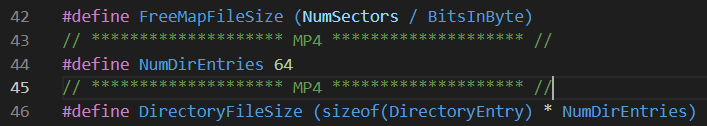 42 #define FreeMapFileSize (NumSectors / BitsInByte)
43 // ******************** MP4 ******************** //
44 #define NumDirEntries 64
45 // ******************** MP4 ******************** //
46 #define DirectoryFileSize (sizeof(DirectoryEntry) * NumDirEntries)